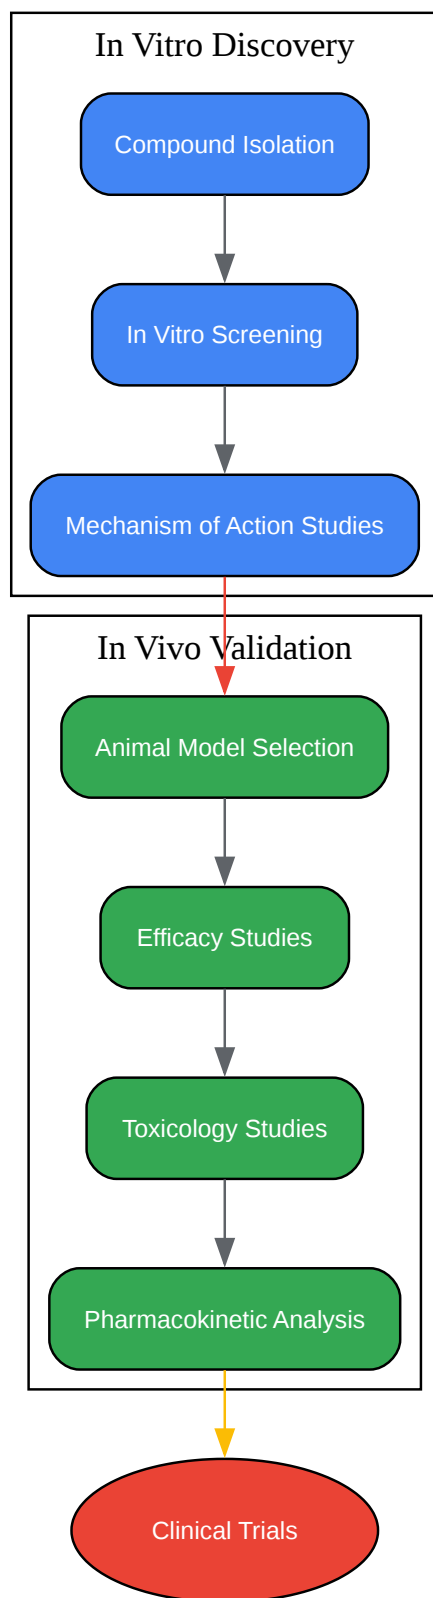 In Vitro Discovery
Compound Isolation
In Vitro Screening
Mechanism of Action Studies
In Vivo Validation
Animal Model Selection
Efficacy Studies
Toxicology Studies
Pharmacokinetic Analysis
Clinical Trials